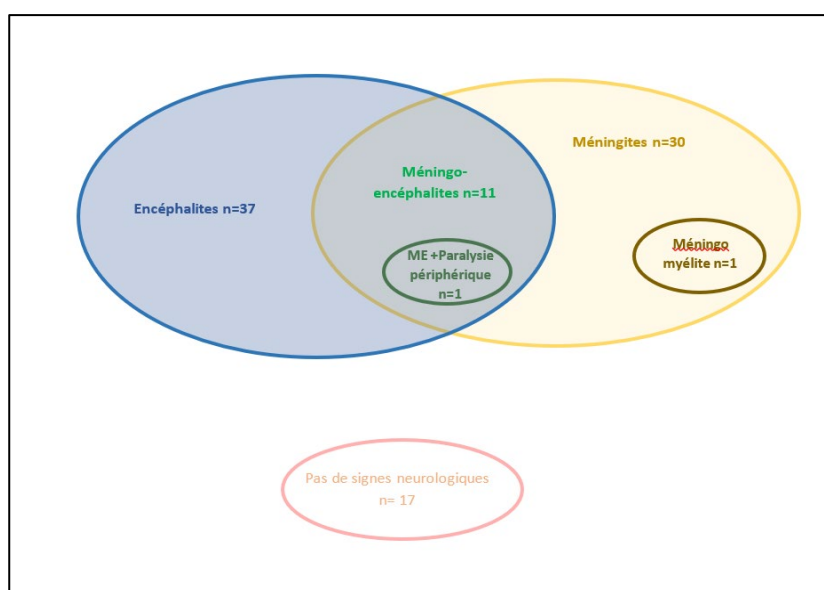 Méningites n=30
Méningo-
encéphalites n=11
Encéphalites n=37
ME +Paralysie
périphérique
n=1
Méningo
myélite n=1
Pas de signes neurologiques
n= 17